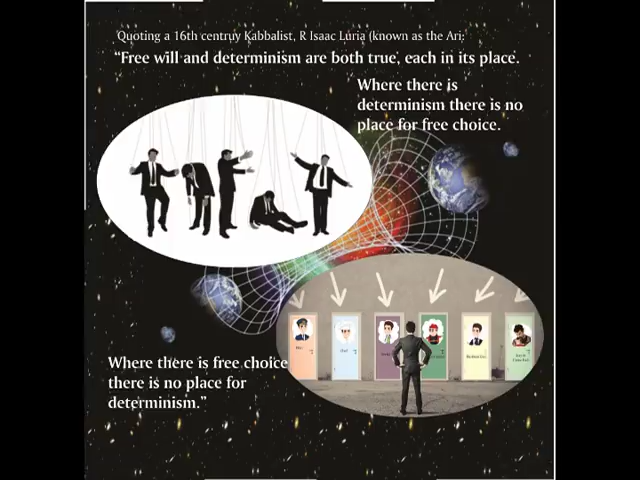 Quoting a 16th centruy Kabbalist, R Isaac Luria (known as the Ari;
“Free will and determinism are both true, each in its place.
Where there is
determinism there is no
place for free choice.
Where there is free choice
there is no place for
determinism.”